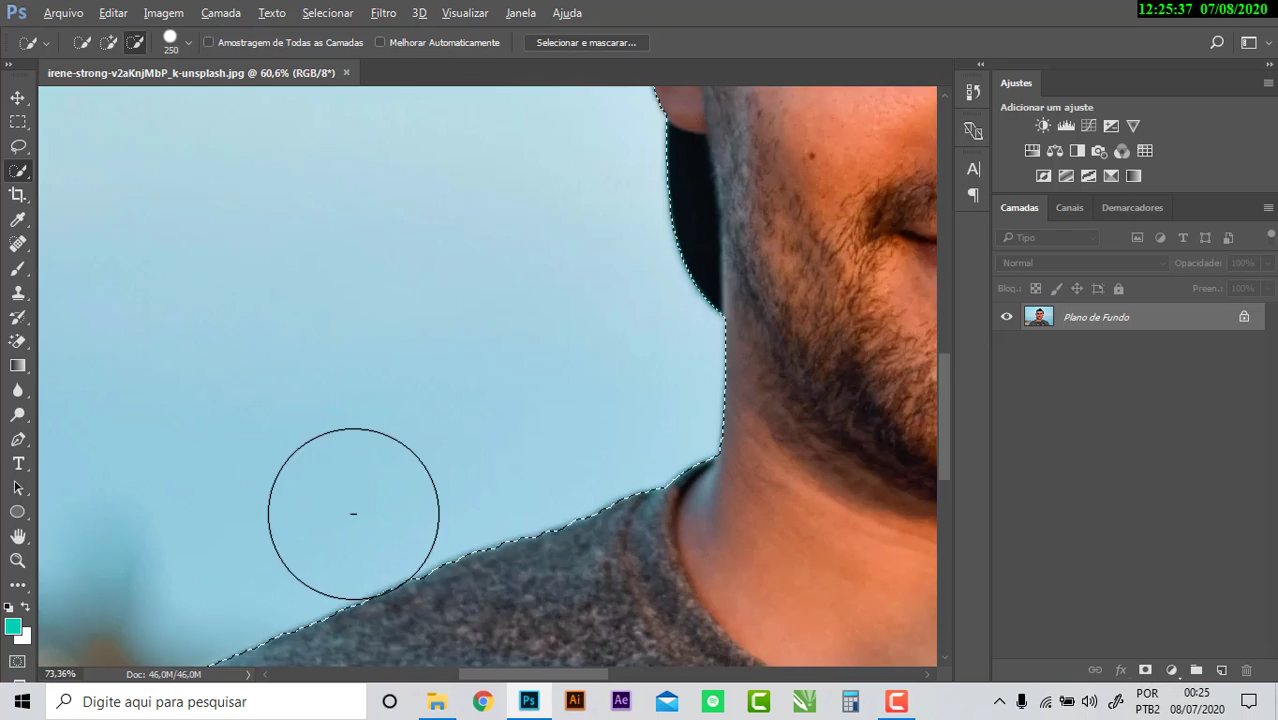 Ps Arquivo Editar Imagem Camada Texto Selecionar Filtro 3D Visualizar Janela Ajuda
12:25:37 07/08/2020
250 Amostragem de Todas as Camadas Melhorar Automaticamente Selecionar e mascarar...
irene-strong-v2aKnjMbP_k-unsplash.jpg @ 60,6% (RGB/8*) ×
Ajustes
Adicionar um ajuste
Camadas Canais Demarcadores
Tipo
Normal Opacidade: 100%
Bloq.: Preen.: 100%
Plano de Fundo
73,36% Doc: 46,0M/46,0M
Digite aqui para pesquisar
Ps Ai Ae
POR
PTB2
00:25
08/07/2020